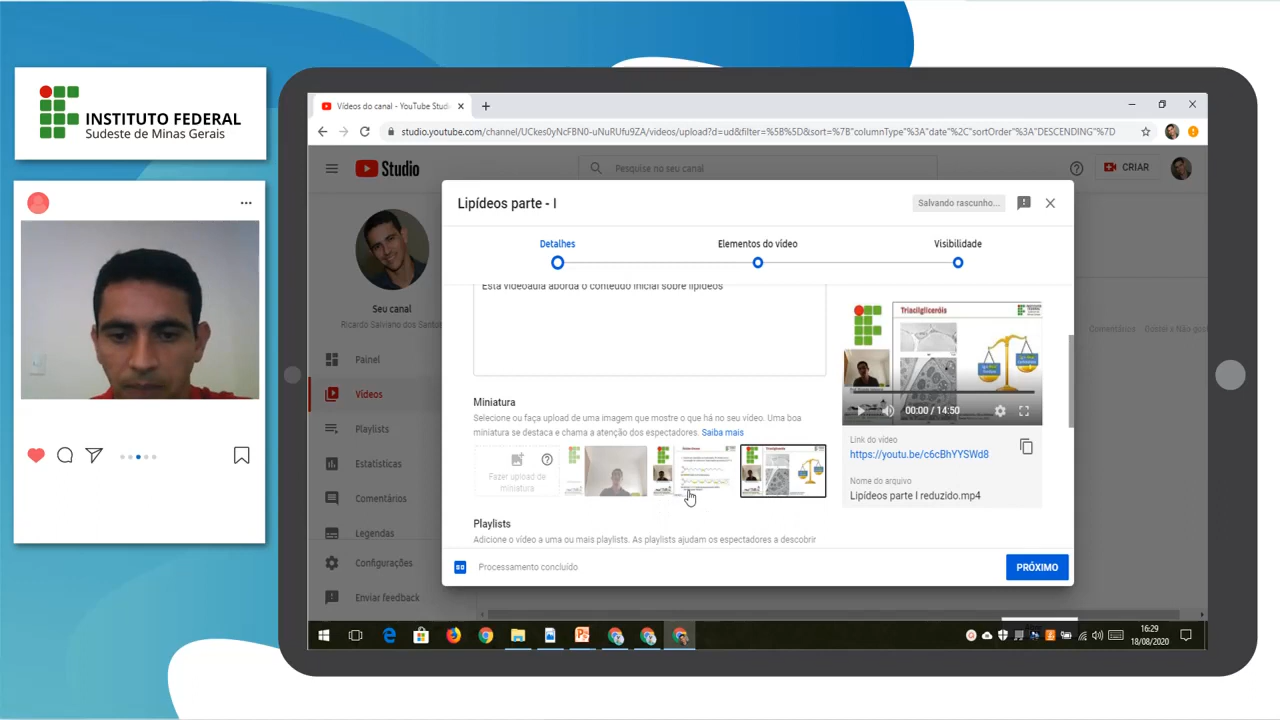 INSTITUTO FEDERAL
Sudeste de Minas Gerais
Vídeos do canal - YouTube Stud
studio.youtube.com/channel/UCkes0yNcFBN0-uNuRUfu9ZA/videos/upload?d=ud&filter=%5B%5D&sort=%7B"columnType"%3A"date"%2C"sortOrder"%3A"DESCENDING"%7D
Studio
Pesquise no seu canal
CRIAR
Lipídeos parte - I
Salvando rascunho...
Detalhes
Elementos do vídeo
Visibilidade
Seu canal
Ricardo Salviano dos Santos
Painel
Vídeos
Playlists
Estatísticas
Comentários
Legendas
Configurações
Enviar feedback
Esta videoaula aborda o conteúdo inicial sobre lipídeos
Miniatura
Selecione ou faça upload de uma imagem que mostre o que há no seu vídeo. Uma boa
miniatura se destaca e chama a atenção dos espectadores. Saiba mais
Fazer upload de
miniatura
Playlists
Adicione o vídeo a uma ou mais playlists. As playlists ajudam os espectadores a descobrir
Triacilgliceróis
00:00 / 14:50
Link do vídeo
https://youtu.be/c6cBhYYSWd8
Nome do arquivo
Lipídeos parte I reduzido.mp4
Comentários
Processamento concluído
PRÓXIMO
16:29
18/08/2020